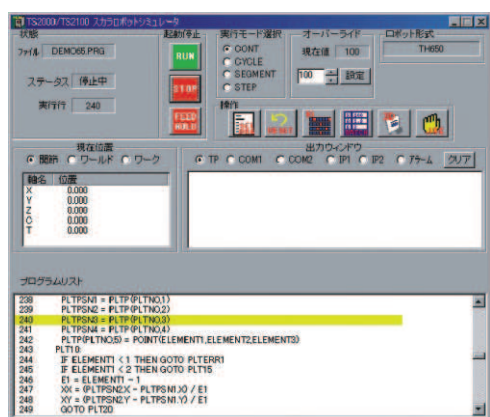 TS2000/TS2100 スカラロボットシミュレータ
状態
ファイル DEMO65.PRG
ステータス 停止中
実行行 240
起動停止
RUN
STOP
FEED HOLD
実行モード選択
CONT
CYCLE
SEGMENT
STEP
オーバーライド
現在値 100
100 設定
ロボット形式
TH650
操作
RESET
現在位置
関節 ワールド ワーク
軸名 位置
X 0.000
Y 0.000
Z 0.000
C 0.000
T 0.000
出力ウィンドウ
TP COM1 COM2 IP1 IP2 アラーム クリア
プログラムリスト
238 PLTPSN1 = PLTP(PLTNO,1)
239 PLTPSN2 = PLTP(PLTNO,2)
240 PLTPSN3 = PLTP(PLTNO,3)
241 PLTPSN4 = PLTP(PLTNO,4)
242 PLTP(PLTNO,5) = POINT(ELEMENT1,ELEMENT2,ELEMENT3)
243 PLT10:
244 IF ELEMENT1 < 1 THEN GOTO PLTERR1
245 IF ELEMENT1 < 2 THEN GOTO PLT15
246 E1 = ELEMENT1 - 1
247 XX = (PLTPSN2.X - PLTPSN1.X) / E1
248 XY = (PLTPSN2.Y - PLTPSN1.Y) / E1
249 GOTO PLT20